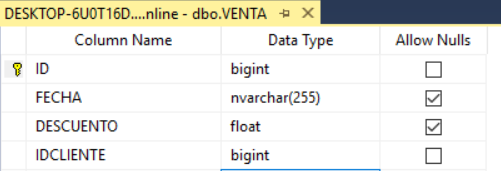 DESKTOP-6U0T16D....nline - dbo.VENTA
Column Name Data Type Allow Nulls
ID bigint
FECHA nvarchar(255)
DESCUENTO float
IDCLIENTE bigint